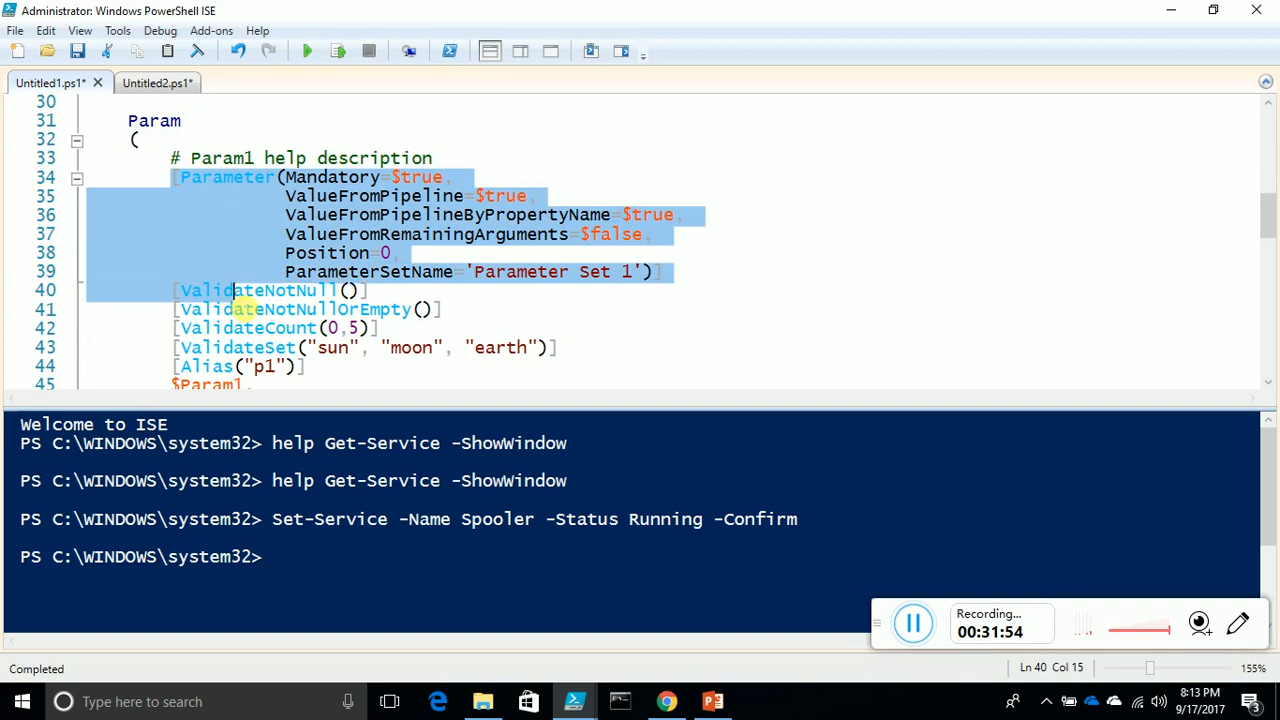 Administrator: Windows PowerShell ISE
File Edit View Tools Debug Add-ons Help
Untitled1.ps1* Untitled2.ps1*
30
31 Param
32 (
33 # Param1 help description
34 [Parameter(Mandatory=$true,
35 ValueFromPipeline=$true,
36 ValueFromPipelineByPropertyName=$true,
37 ValueFromRemainingArguments=$false,
38 Position=0,
39 ParameterSetName='Parameter Set 1')]
40 [ValidateNotNull()]
41 [ValidateNotNullOrEmpty()]
42 [ValidateCount(0,5)]
43 [ValidateSet("sun", "moon", "earth")]
44 [Alias("p1")]
45 $Param1,
Welcome to ISE
PS C:\WINDOWS\system32> help Get-Service -ShowWindow
PS C:\WINDOWS\system32> help Get-Service -ShowWindow
PS C:\WINDOWS\system32> Set-Service -Name Spooler -Status Running -Confirm
PS C:\WINDOWS\system32>
Recording...
00:31:54
Completed
Ln 40 Col 15
155%
Type here to search
8:13 PM
9/17/2017
3